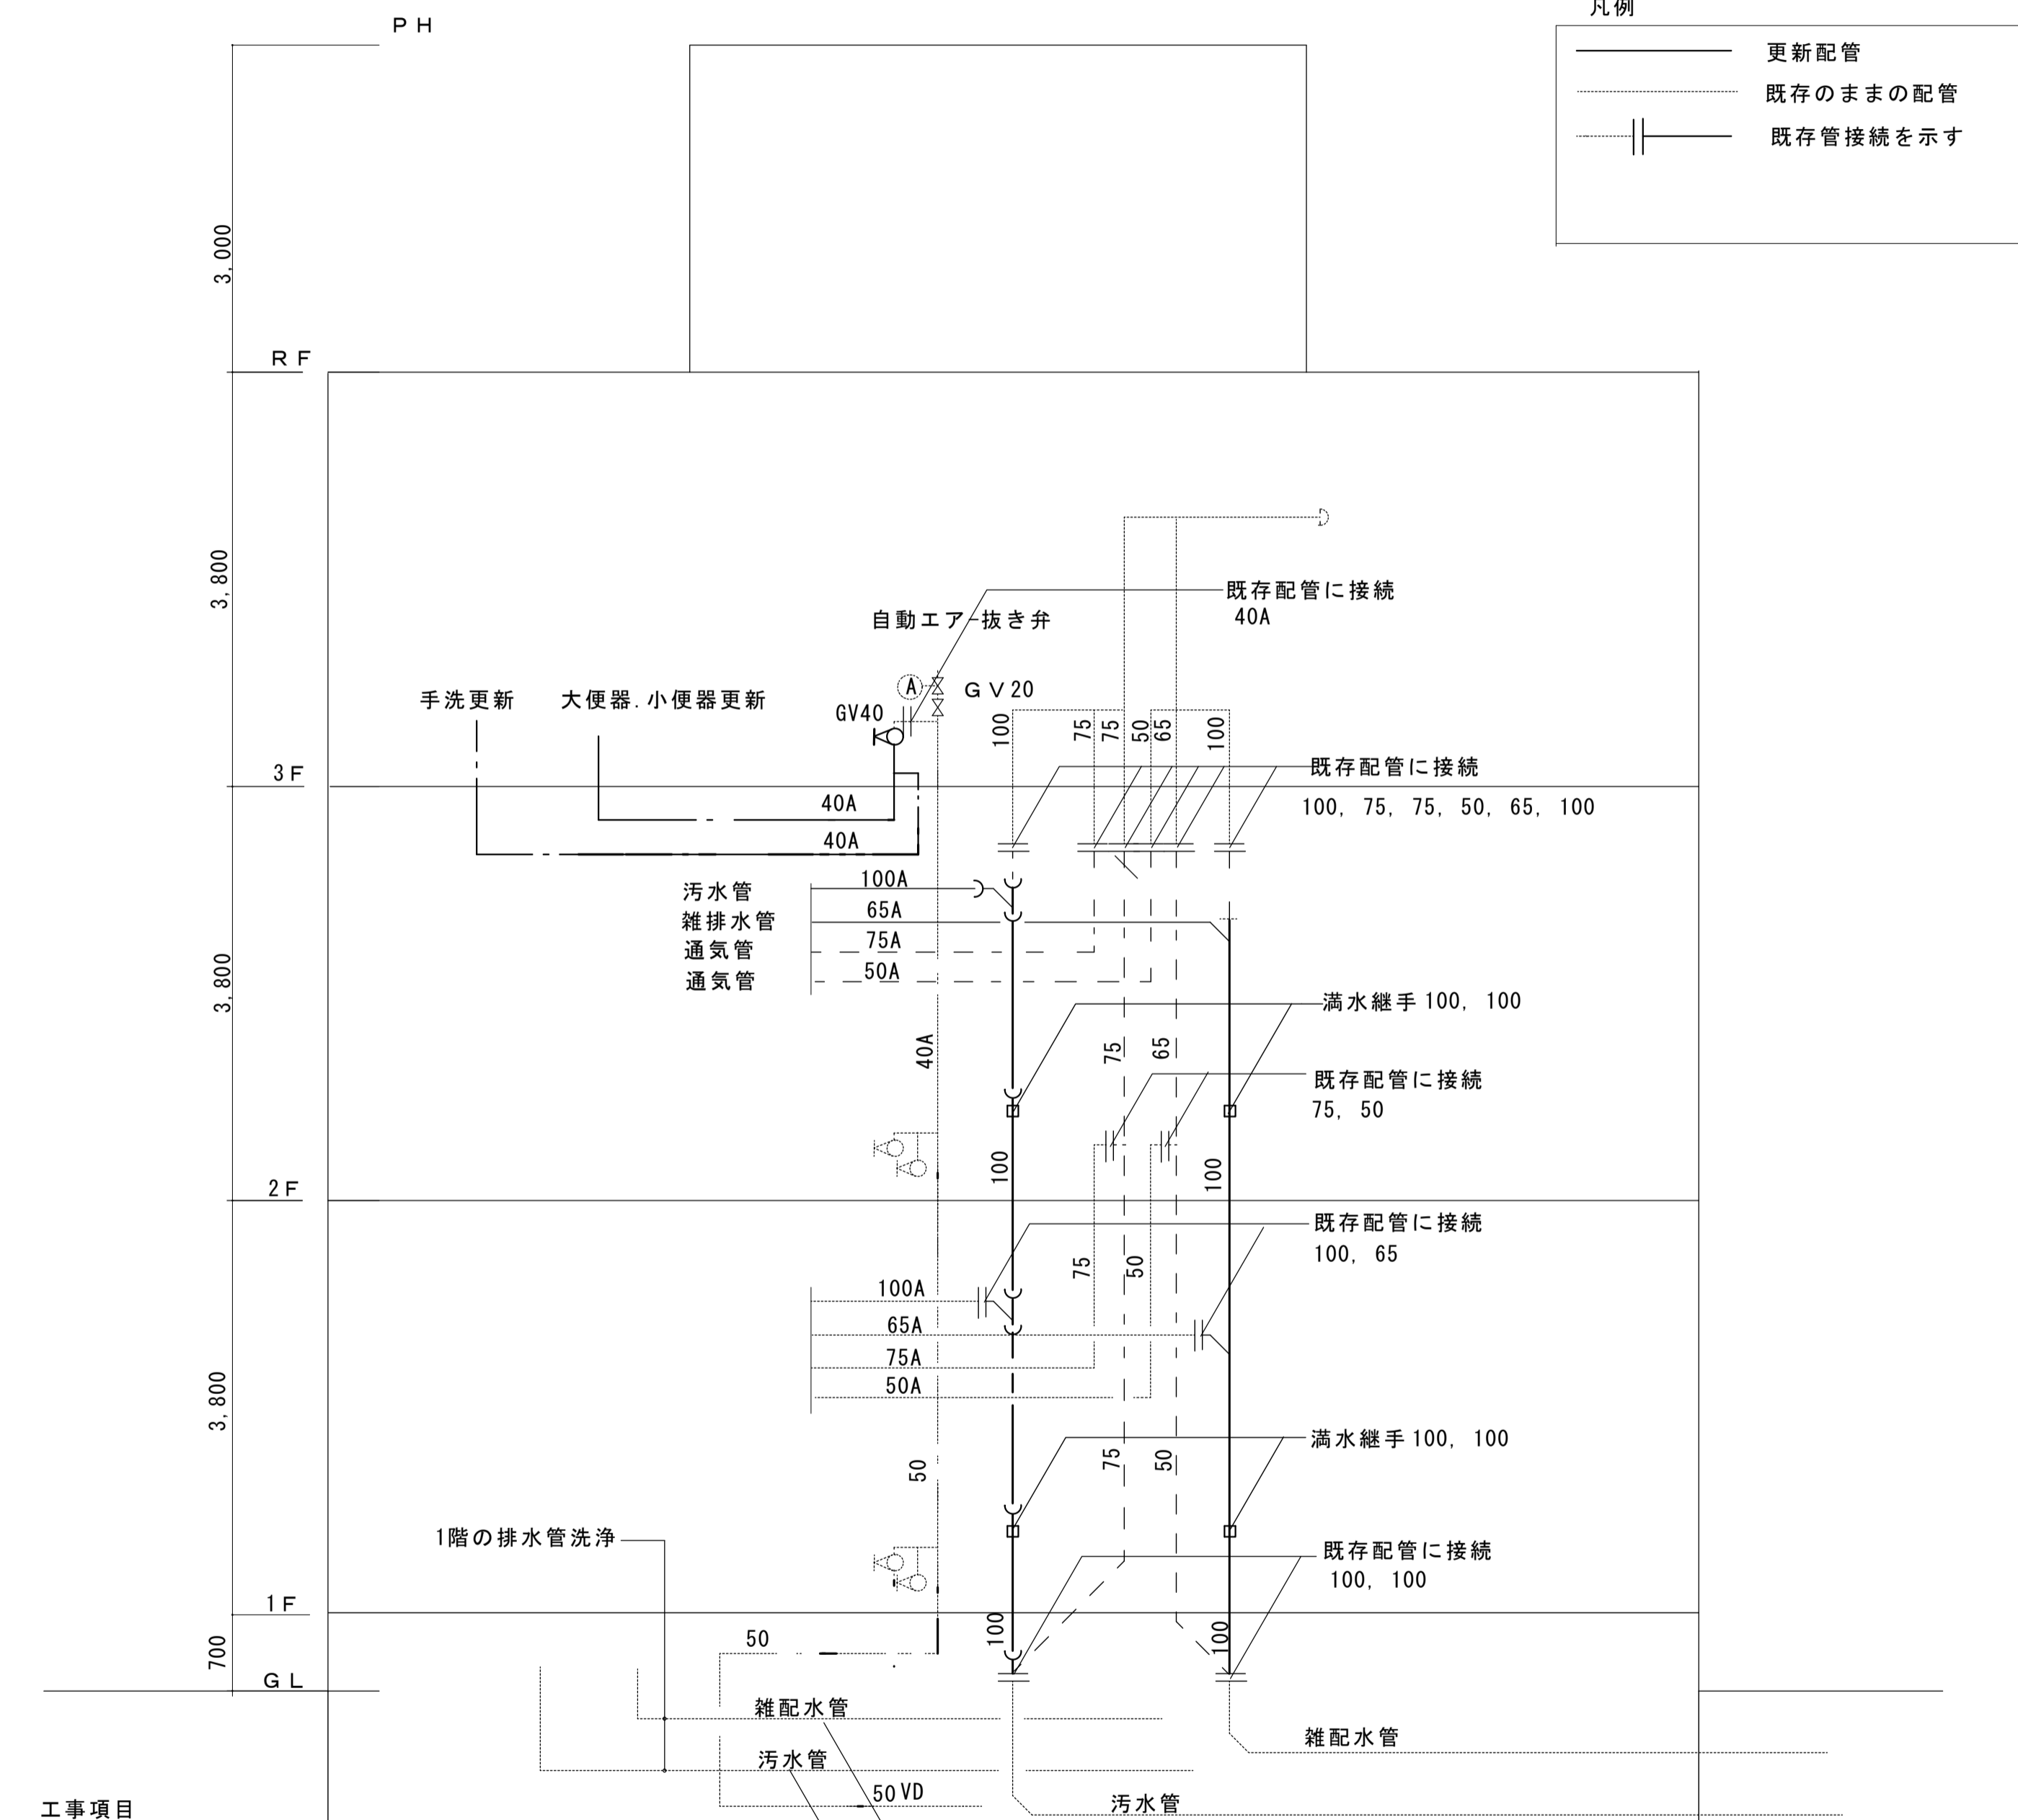 凡例
更新配管
既存のままの配管
既存管接続を示す
PH
3,000
RF
3,800
既存配管に接続
40A
自動エアー抜き弁
A
GV20
手洗更新
大便器.小便器更新
GV40
100
75
75
50
65
100
3F
既存配管に接続
100, 75, 75, 50, 65, 100
40A
40A
汚水管
100A
雑排水管
65A
通気管
75A
通気管
50A
3,800
満水継手100, 100
40A
75
65
既存配管に接続
75, 50
100
100
2F
既存配管に接続
100, 65
75
50
100A
65A
75A
50A
3,800
満水継手100, 100
50
75
50
1階の排水管洗浄
既存配管に接続
100, 100
1F
100
100
700
50
GL
雑配水管
雑配水管
汚水管
50VD
汚水管
工事項目